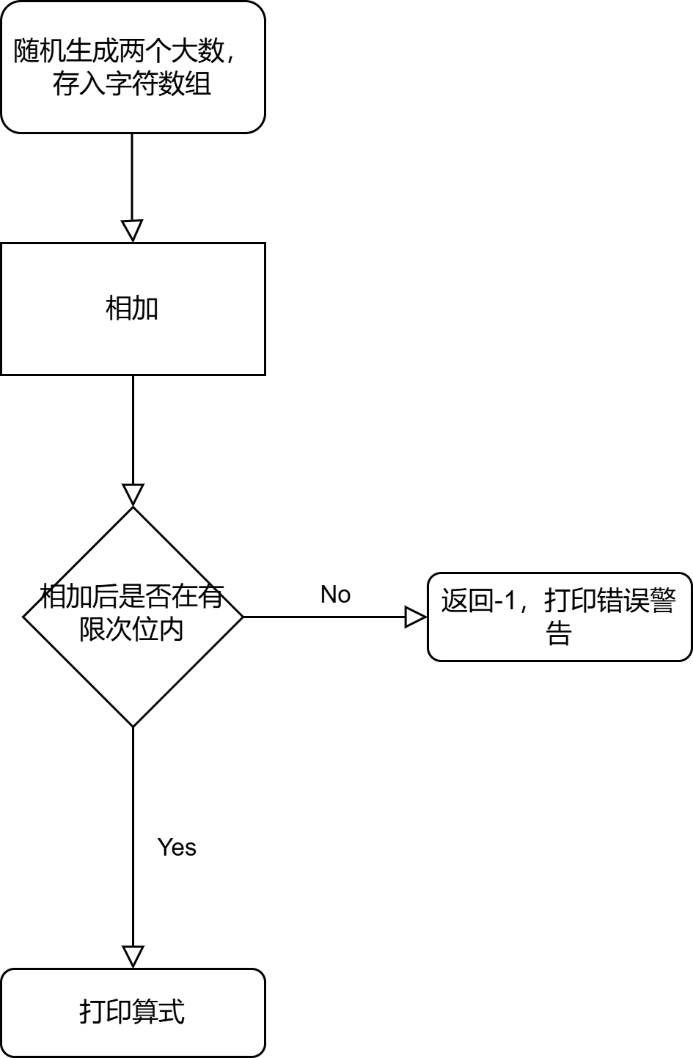 随机生成两个大数，
存入字符数组
相加
相加后是否在有
限次位内
No
返回-1，打印错误警
告
Yes
打印算式